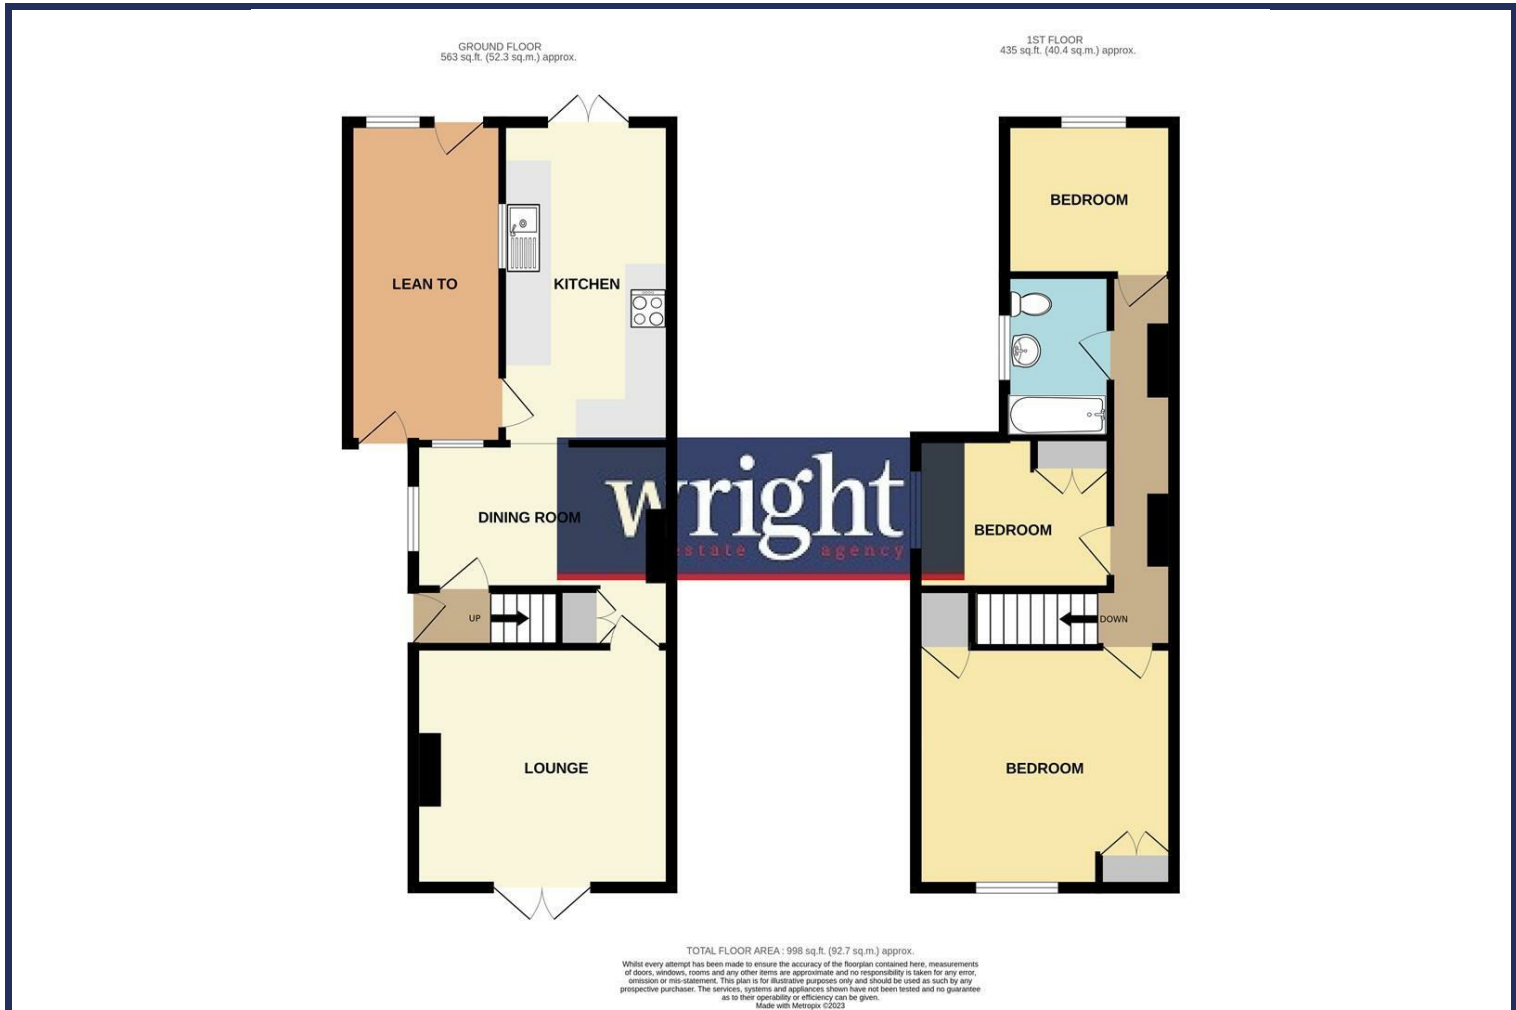 GROUND FLOOR
563 sq.ft. (52.3 sq.m.) approx.
1ST FLOOR
435 sq.ft. (40.4 sq.m.) approx.
BEDROOM
LEAN TO
KITCHEN
DINING ROOM
wright
estate agency
BEDROOM
UP
DOWN
LOUNGE
BEDROOM
TOTAL FLOOR AREA : 998 sq.ft. (92.7 sq.m.) approx.
Whilst every attempt has been made to ensure the accuracy of the floorplan contained here, measurements
of doors, windows, rooms and any other items are approximate and no responsibility is taken for any error,
omission or mis-statement. This plan is for illustrative purposes only and should be used as such by any
prospective purchaser. The services, systems and appliances shown have not been tested and no guarantee
as to their operability or efficiency can be given.
Made with Metropix ©2023